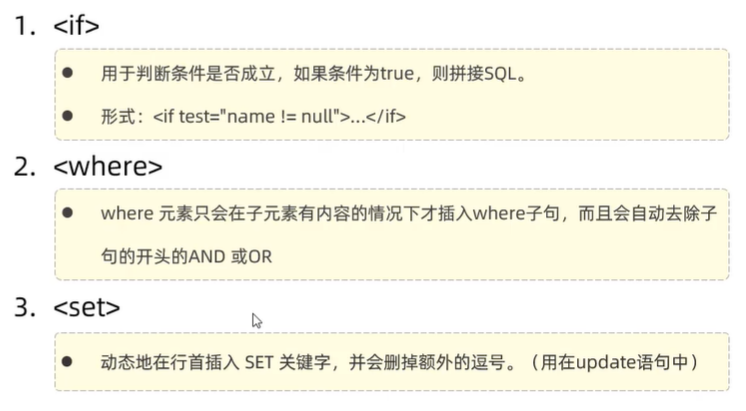 1. <if>
● 用于判断条件是否成立，如果条件为true，则拼接SQL。
● 形式：<if test="name != null">...</if>
2. <where>
● where 元素只会在子元素有内容的情况下才插入where子句，而且会自动去除子
句的开头的AND 或OR
3. <set>
● 动态地在行首插入 SET 关键字，并会删掉额外的逗号。（用在update语句中）